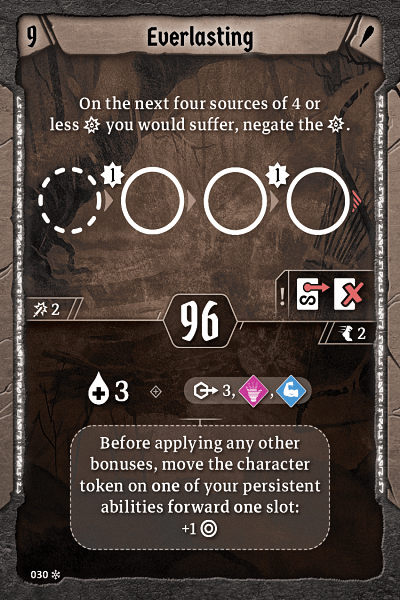 9
Everlasting
On the next four sources of 4 or
less you would suffer, negate the .
1
1
!
S
2
96
2
3
3, ,
Before applying any other
bonuses, move the character
token on one of your persistent
abilities forward one slot:
+1
030